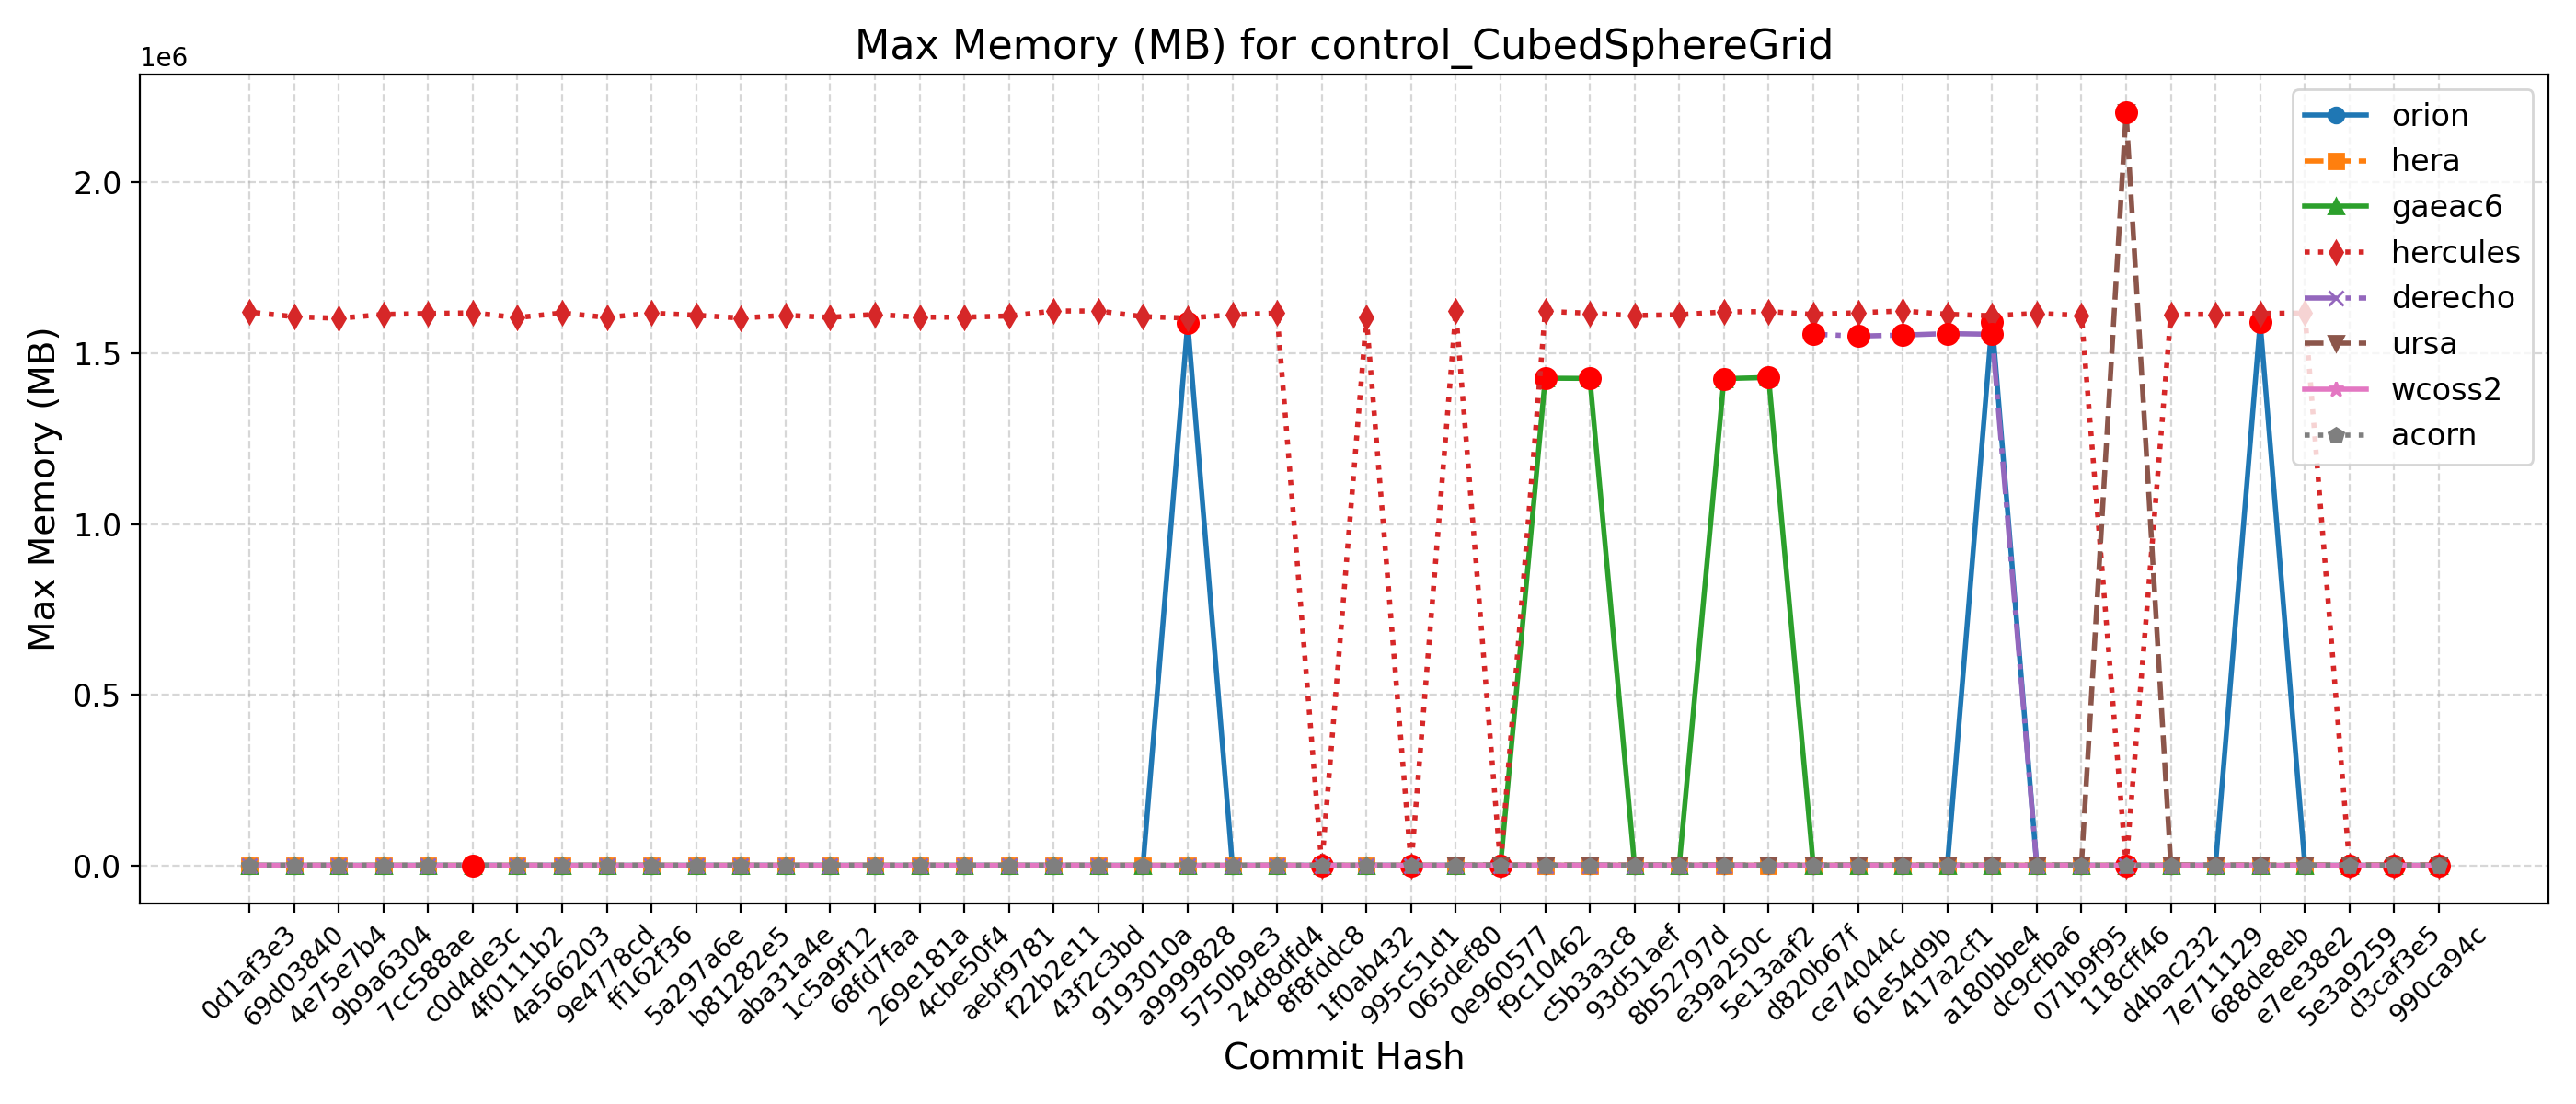 Max Memory (MB) for control_CubedSphereGrid
1e6
2.0
1.5
1.0
0.5
0.0
Max Memory (MB)
orion
hera
gaeac6
hercules
derecho
ursa
wcoss2
acorn
0d1af3e3
69d03840
4e75e7b4
9b9a6304
7cc588ae
c0d4de3c
4f0111b2
4a566203
9e4778cd
ff162f36
5a297a6e
b81282e5
aba31a4e
1c5a9f12
68fd7faa
269e181a
4cbe50f4
aebf9781
f22b2e11
43f2c3bd
9193010a
a9999828
5750b9e3
24d8dfd4
8f8fddc8
1f0ab432
995c51d1
065def80
0e960577
f9c10462
c5b3a3c8
93d51aef
8b52797d
e39a250c
5e13aaf2
d820b67f
ce74044c
61e54d9b
417a2cf1
a180bbe4
dc9cfba6
071b9f95
118cff46
d4bac232
7e711129
688de8eb
e7ee38e2
5e3a9259
d3caf3e5
990ca94c
Commit Hash